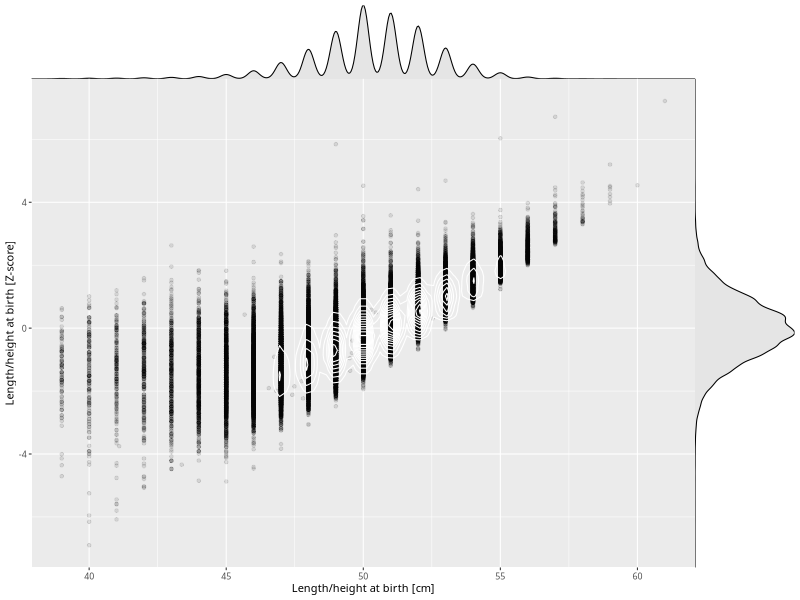 Length/height at birth [Z-score]
4
0
-4
40 45 50 55 60
Length/height at birth [cm]